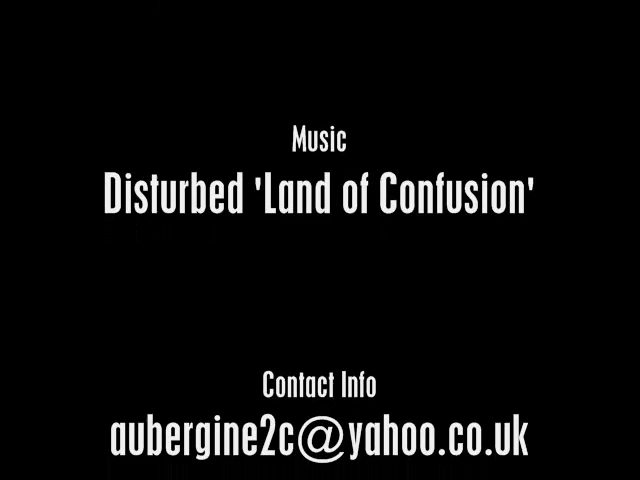 Music
Disturbed 'Land of Confusion'
Contact Info
aubergine2c@yahoo.co.uk